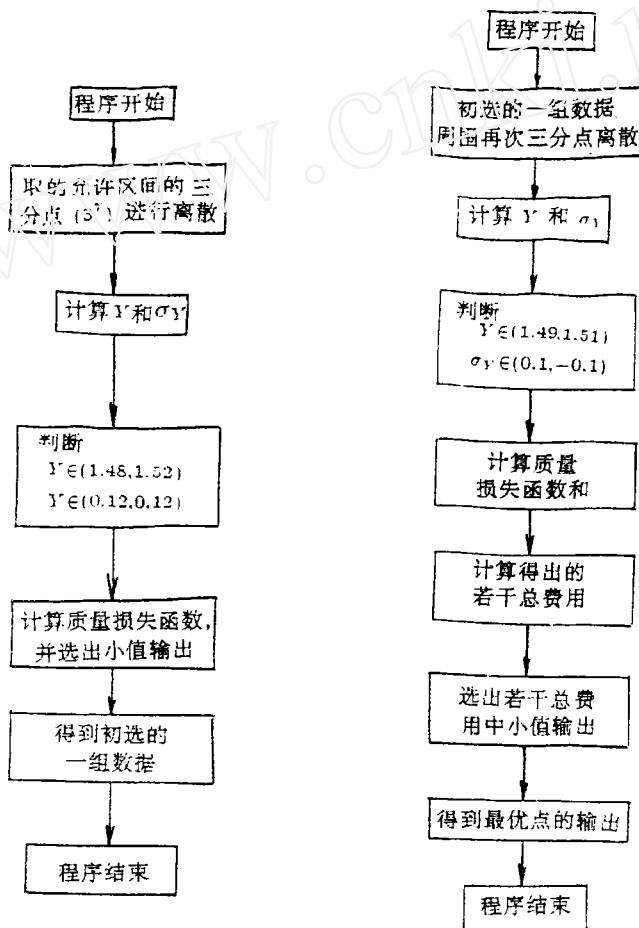 程序开始
取的允许区间的三
分点 (3⁷) 进行离散
计算Y和σY
判断
Y∈(1.48,1.52)
Y∈(0.12,0.12)
计算质量损失函数,
并选出小值输出
得到初选的
一组数据
程序结束
程序开始
初选的一组数据
周围再次三分点离散
计算 Y 和 σY
判断
Y∈(1.49,1.51)
σY∈(0.1,-0.1)
计算质量
损失函数和
计算得出的
若干总费用
选出若干总费
用中小值输出
得到最优点的输出
程序结束
www.cnki.n